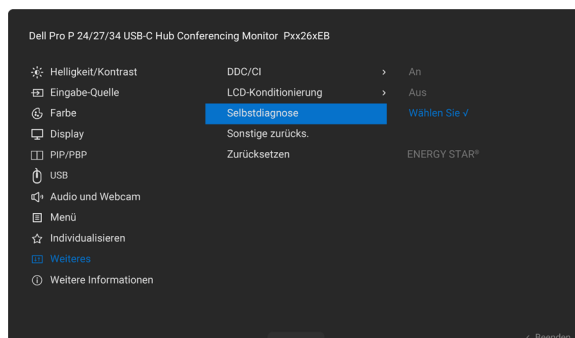 Dell Pro P 24/27/34 USB-C Hub Conferencing Monitor Pxx26xEB
Helligkeit/Kontrast DDC/CI > An
Eingabe-Quelle LCD-Konditionierung > Aus
Farbe Selbstdiagnose Wählen Sie √
Display Sonstige zurücks.
PIP/PBP Zurücksetzen ENERGY STAR®
USB
Audio und Webcam
Menü
Individualisieren
Weiteres
Weitere Informationen
Beenden